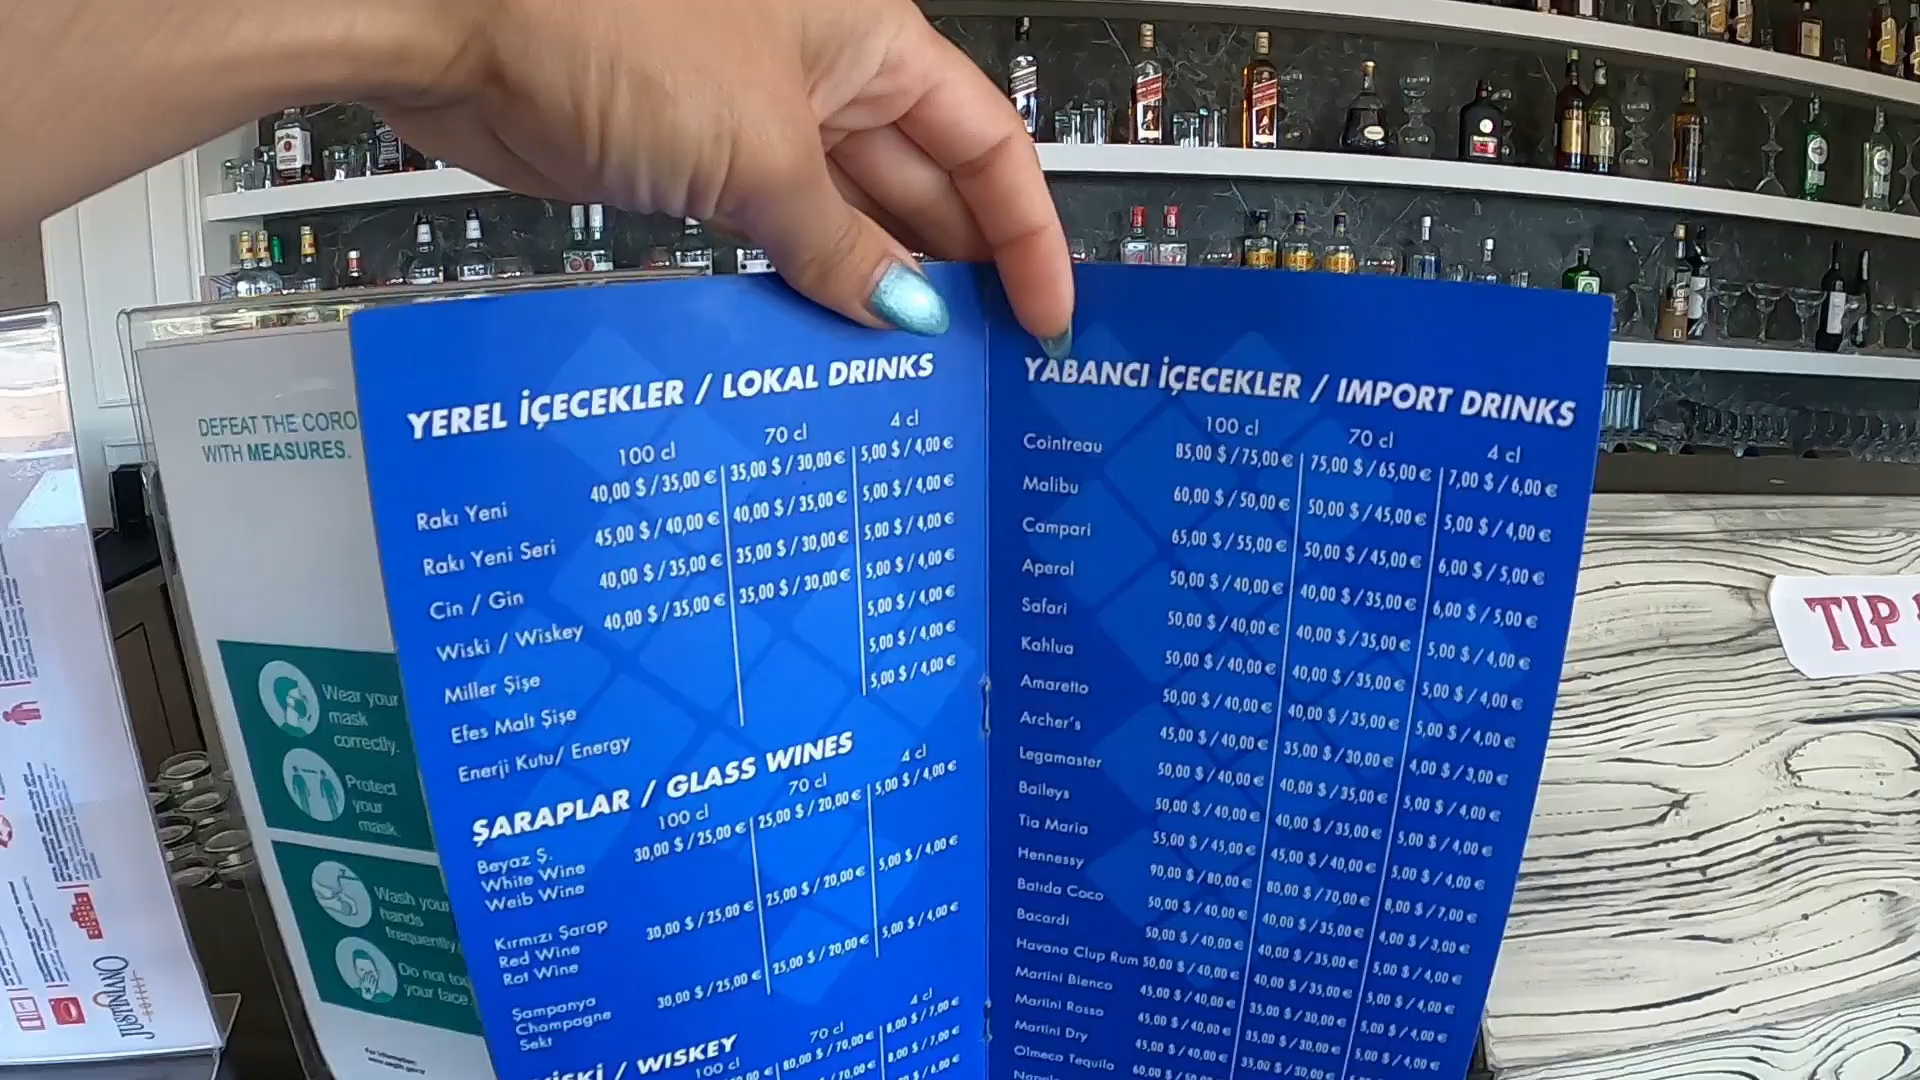 DEFEAT THE CORO
WITH MEASURES.
Wear your
mask
correctly.
Protect
your
mask.
Wash your
hands
frequently
Do not to
your face.
JUSTINIANO
YEREL İÇECEKLER / LOKAL DRINKS
100 cl 70 cl 4 cl
Rakı Yeni 40,00 $ / 35,00 € 35,00 $ / 30,00 € 5,00 $ / 4,00 €
Rakı Yeni Seri 45,00 $ / 40,00 € 40,00 $ / 35,00 € 5,00 $ / 4,00 €
Cin / Gin 40,00 $ / 35,00 € 35,00 $ / 30,00 € 5,00 $ / 4,00 €
Wiski / Wiskey 40,00 $ / 35,00 € 35,00 $ / 30,00 € 5,00 $ / 4,00 €
Miller Şişe 5,00 $ / 4,00 €
Efes Malt Şişe 5,00 $ / 4,00 €
Enerji Kutu/ Energy 5,00 $ / 4,00 €
ŞARAPLAR / GLASS WINES
100 cl 70 cl 4 cl
Beyaz Ş. 30,00 $ / 25,00 € 25,00 $ / 20,00 € 5,00 $ / 4,00 €
White Wine
Weib Wine
Kırmızı Şarap 30,00 $ / 25,00 € 25,00 $ / 20,00 € 5,00 $ / 4,00 €
Red Wine
Rot Wine
Şampanya 30,00 $ / 25,00 € 25,00 $ / 20,00 € 5,00 $ / 4,00 €
Champagne
Sekt
/ WISKEY
100 cl 70 cl 4 cl
80,00 $ / 70,00 € 8,00 $ / 7,00 €
YABANCI İÇECEKLER / IMPORT DRINKS
100 cl 70 cl 4 cl
Cointreau 85,00 $ / 75,00 € 75,00 $ / 65,00 € 7,00 $ / 6,00 €
Malibu 60,00 $ / 50,00 € 50,00 $ / 45,00 € 5,00 $ / 4,00 €
Campari 65,00 $ / 55,00 € 50,00 $ / 45,00 € 6,00 $ / 5,00 €
Aperol 50,00 $ / 40,00 € 40,00 $ / 35,00 € 6,00 $ / 5,00 €
Safari 50,00 $ / 40,00 € 40,00 $ / 35,00 € 5,00 $ / 4,00 €
Kahlua 50,00 $ / 40,00 € 40,00 $ / 35,00 € 5,00 $ / 4,00 €
Amaretto 50,00 $ / 40,00 € 40,00 $ / 35,00 € 5,00 $ / 4,00 €
Archer's 45,00 $ / 40,00 € 35,00 $ / 30,00 € 4,00 $ / 3,00 €
Legamaster 50,00 $ / 40,00 € 40,00 $ / 35,00 € 5,00 $ / 4,00 €
Baileys 50,00 $ / 40,00 € 40,00 $ / 35,00 € 5,00 $ / 4,00 €
Tia Maria 55,00 $ / 45,00 € 45,00 $ / 40,00 € 5,00 $ / 4,00 €
Hennessy 90,00 $ / 80,00 € 80,00 $ / 70,00 € 8,00 $ / 7,00 €
Batıda Coco 50,00 $ / 40,00 € 40,00 $ / 35,00 € 4,00 $ / 3,00 €
Bacardi 50,00 $ / 40,00 € 40,00 $ / 35,00 € 5,00 $ / 4,00 €
Havana Clup Rum 50,00 $ / 40,00 € 40,00 $ / 35,00 € 5,00 $ / 4,00 €
Martini Bienco 45,00 $ / 40,00 € 35,00 $ / 30,00 € 5,00 $ / 4,00 €
Martini Rosso 45,00 $ / 40,00 € 35,00 $ / 30,00 € 5,00 $ / 4,00 €
Martini Dry 45,00 $ / 40,00 € 35,00 $ / 30,00 €
Olmeca Tequila 60,00 $
TIP